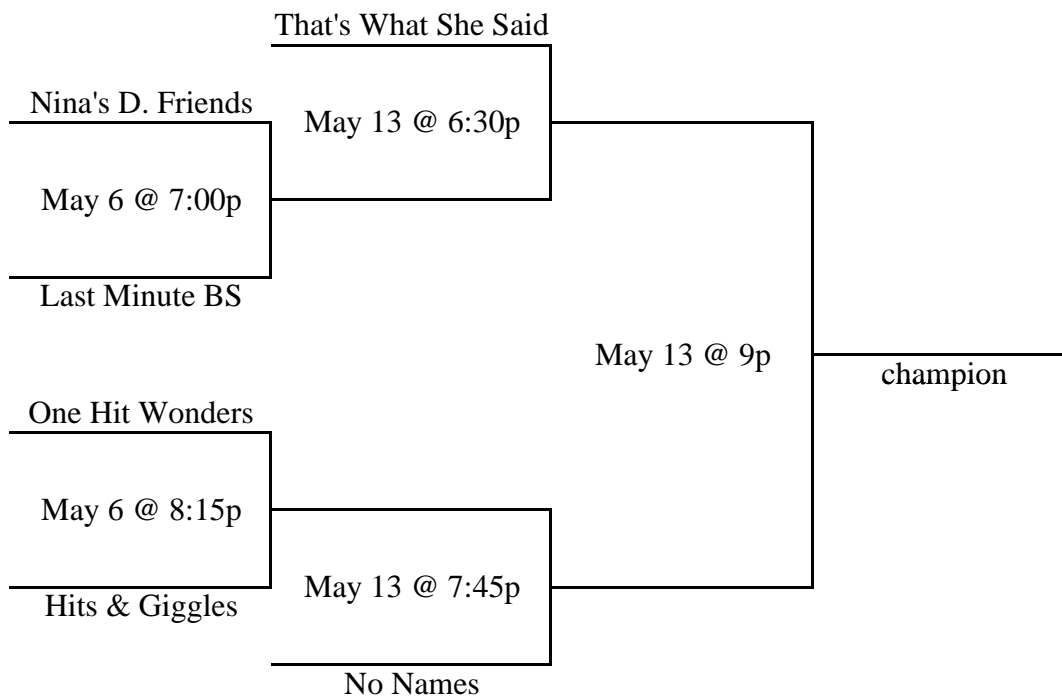 That's What She Said
Nina's D. Friends
May 13 @ 6:30p
May 6 @ 7:00p
Last Minute BS
May 13 @ 9p
champion
One Hit Wonders
May 6 @ 8:15p
May 13 @ 7:45p
Hits & Giggles
No Names